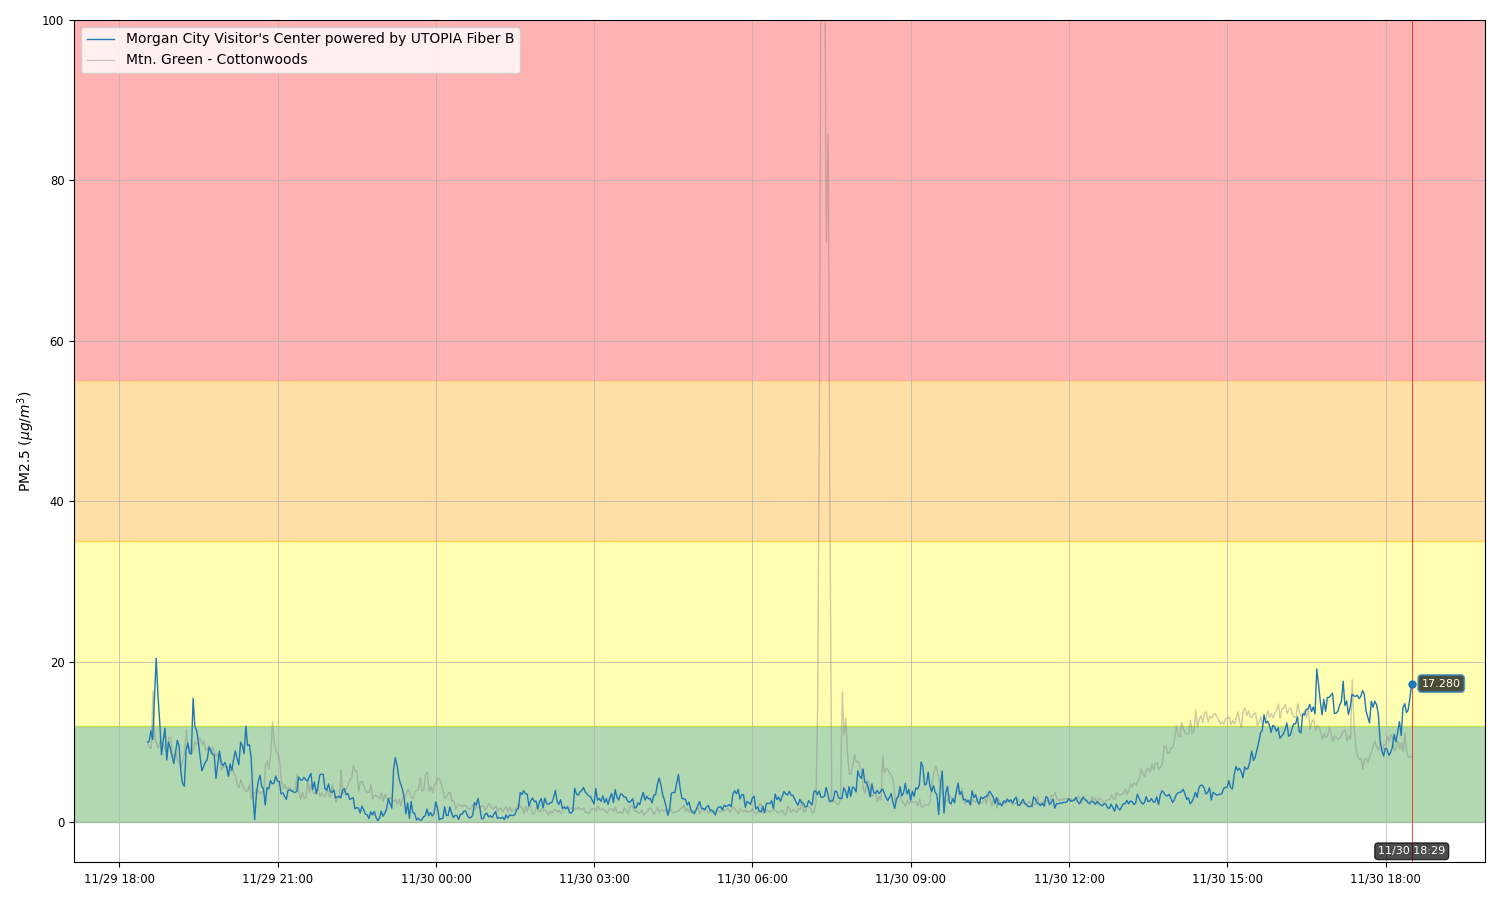 100
Morgan City Visitor's Center powered by UTOPIA Fiber B
Mtn. Green - Cottonwoods
80
60
PM2.5 (μg/m³)
40
20
17.280
0
11/30 18:29
11/29 18:00 11/29 21:00 11/30 00:00 11/30 03:00 11/30 06:00 11/30 09:00 11/30 12:00 11/30 15:00 11/30 18:00